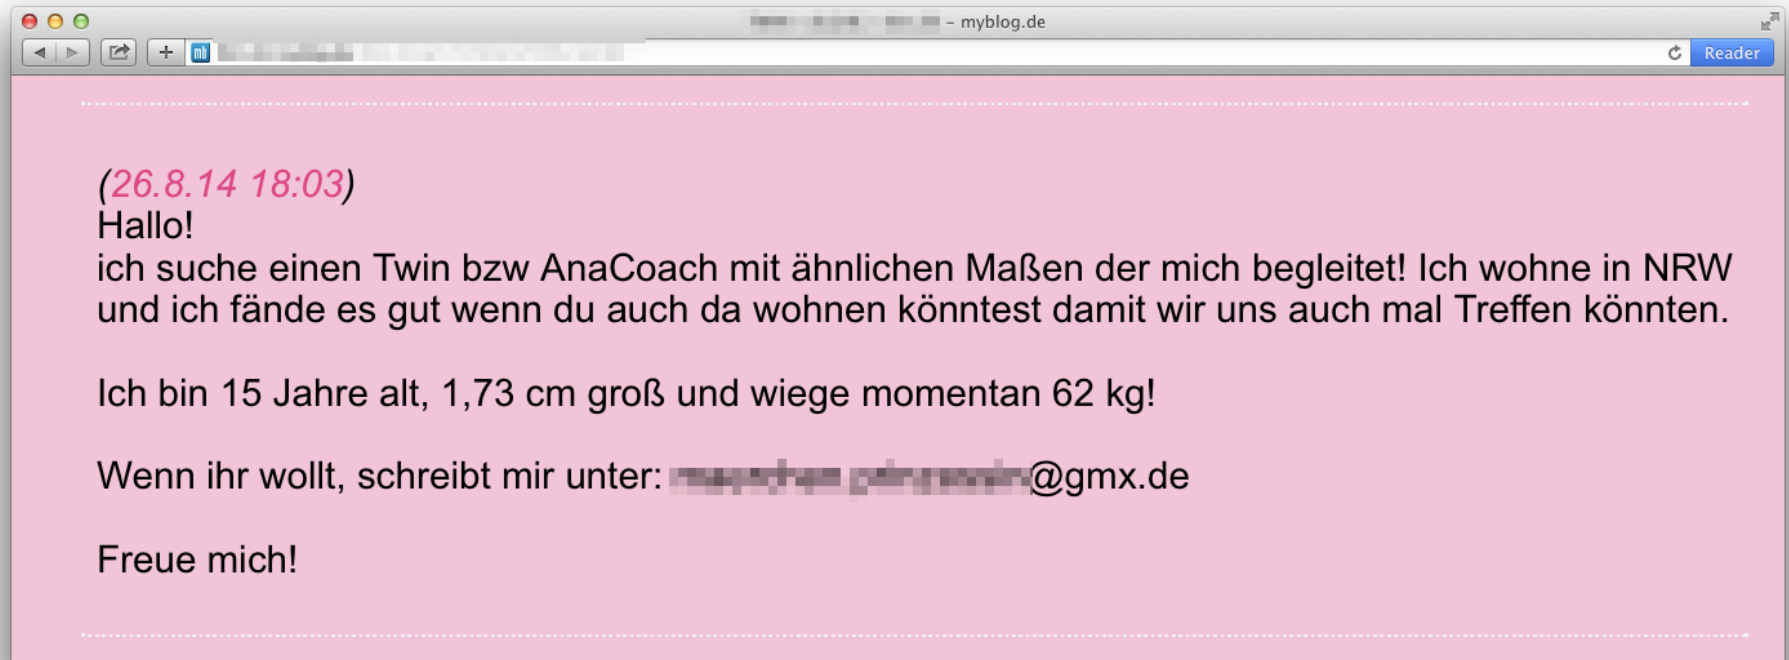 – myblog.de
Reader
(26.8.14 18:03)
Hallo!
ich suche einen Twin bzw AnaCoach mit ähnlichen Maßen der mich begleitet! Ich wohne in NRW
und ich fände es gut wenn du auch da wohnen könntest damit wir uns auch mal Treffen könnten.
Ich bin 15 Jahre alt, 1,73 cm groß und wiege momentan 62 kg!
Wenn ihr wollt, schreibt mir unter: @gmx.de
Freue mich!